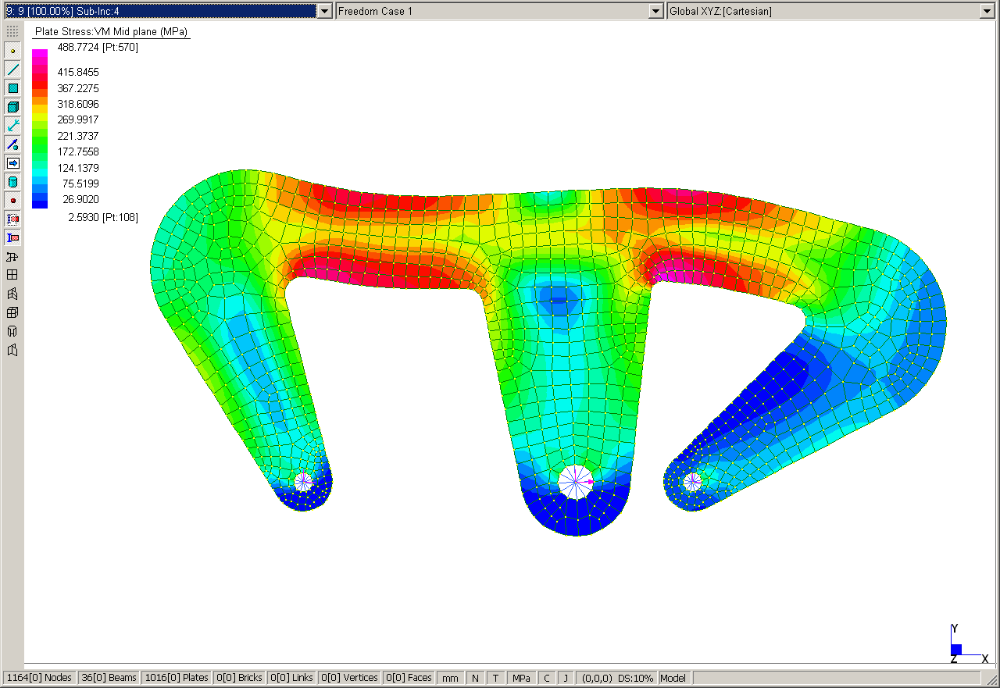 9: 9 [100.00%] Sub-Inc:4 Freedom Case 1 Global XYZ:[Cartesian]
Plate Stress:VM Mid plane (MPa)
488.7724 [Pt:570]
415.8455
367.2275
318.6096
269.9917
221.3737
172.7558
124.1379
75.5199
26.9020
2.5930 [Pt:108]
Y
Z X
1164[0] Nodes 36[0] Beams 1016[0] Plates 0[0] Bricks 0[0] Links 0[0] Vertices 0[0] Faces mm N T MPa C J (0,0,0) DS:10% Model